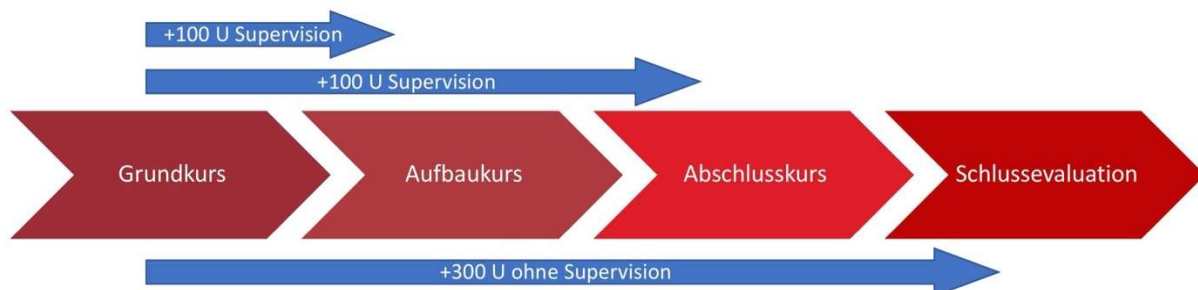 +100 U Supervision
+100 U Supervision
Grundkurs
Aufbaukurs
Abschlusskurs
Schlussevaluation
+300 U ohne Supervision